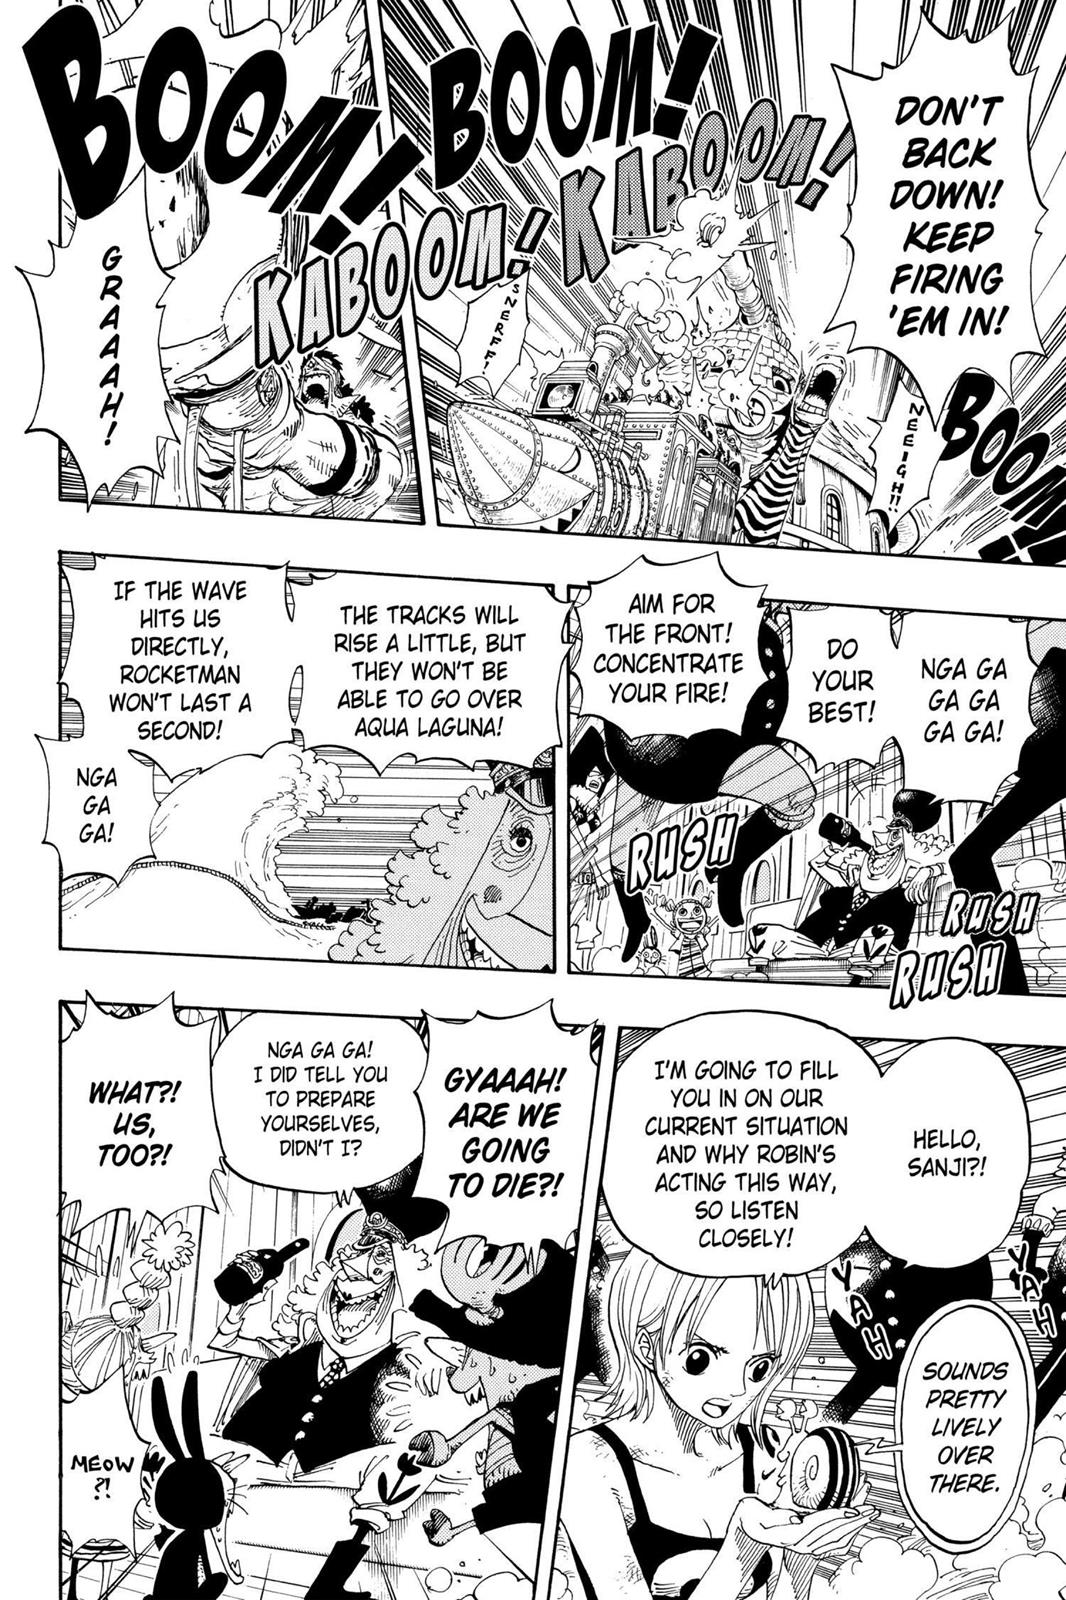 DON'T
BACK
DOWN!
KEEP
FIRING
'EM IN!
BOOM!!
NEEIGH!!
BOOM!
KABOOM!
SNERFF!
BOOM!
KABOOM!
GRAAAH!
NGA GA
GA GA
GA GA!
DO
YOUR
BEST!
AIM FOR
THE FRONT!
CONCENTRATE
YOUR FIRE!
RUSH
RUSH
RUSH
THE TRACKS WILL
RISE A LITTLE, BUT
THEY WON'T BE
ABLE TO GO OVER
AQUA LAGUNA!
IF THE WAVE
HITS US
DIRECTLY,
ROCKETMAN
WON'T LAST A
SECOND!
NGA
GA
GA!
HELLO,
SANJI?!
I'M GOING TO FILL
YOU IN ON OUR
CURRENT SITUATION
AND WHY ROBIN'S
ACTING THIS WAY,
SO LISTEN
CLOSELY!
YAH
YAH
SOUNDS
PRETTY
LIVELY
OVER
THERE.
GYAAAH!
ARE WE
GOING
TO DIE?!
NGA GA GA!
I DID TELL YOU
TO PREPARE
YOURSELVES,
DIDN'T I?
WHAT?!
US,
TOO?!
MEOW
?!